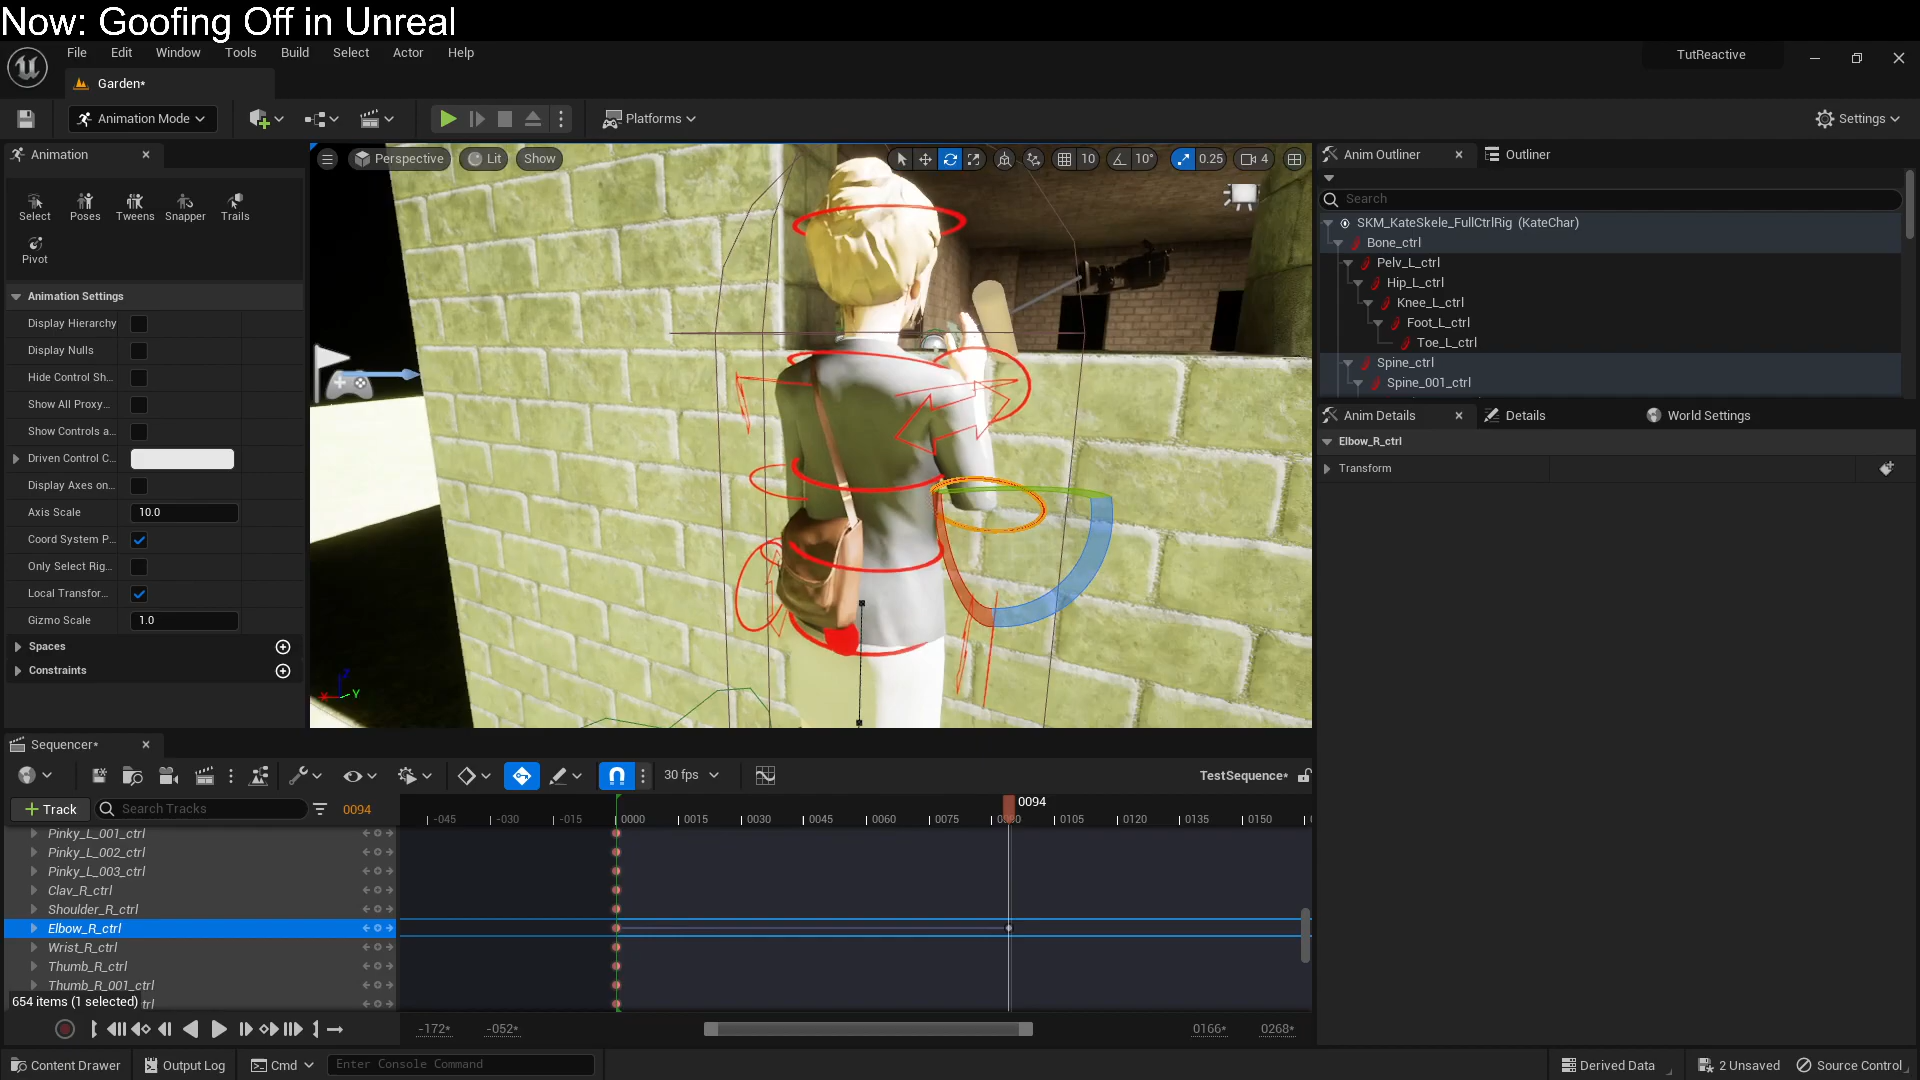 Now: Goofing Off in Unreal
File Edit Window Tools Build Select Actor Help
TutReactive
Garden*
Animation Mode
Platforms
Settings
Animation
Select Poses Tweens Snapper Trails
Pivot
Animation Settings
Display Hierarchy
Display Nulls
Hide Control Sh...
Show All Proxy...
Show Controls a...
Driven Control C...
Display Axes on...
Axis Scale 10.0
Coord System P...
Only Select Rig...
Local Transfor...
Gizmo Scale 1.0
Spaces
Constraints
Perspective Lit Show 10 10° 0.25 4
X Z Y
Anim Outliner Outliner
Search
SKM_KateSkele_FullCtrlRig (KateChar)
Bone_ctrl
Pelv_L_ctrl
Hip_L_ctrl
Knee_L_ctrl
Foot_L_ctrl
Toe_L_ctrl
Spine_ctrl
Spine_001_ctrl
Anim Details Details World Settings
Elbow_R_ctrl
Transform
Sequencer*
30 fps
TestSequence*
Track
Search Tracks
0094
0094
-045 -030 -015 0000 0015 0030 0045 0060 0075 0090 0105 0120 0135 0150
Pinky_L_001_ctrl
Pinky_L_002_ctrl
Pinky_L_003_ctrl
Clav_R_ctrl
Shoulder_R_ctrl
Elbow_R_ctrl
Wrist_R_ctrl
Thumb_R_ctrl
Thumb_R_001_ctrl
654 items (1 selected)
-172* -052* 0166* 0268*
Content Drawer Output Log Cmd Enter Console Command Derived Data 2 Unsaved Source Control